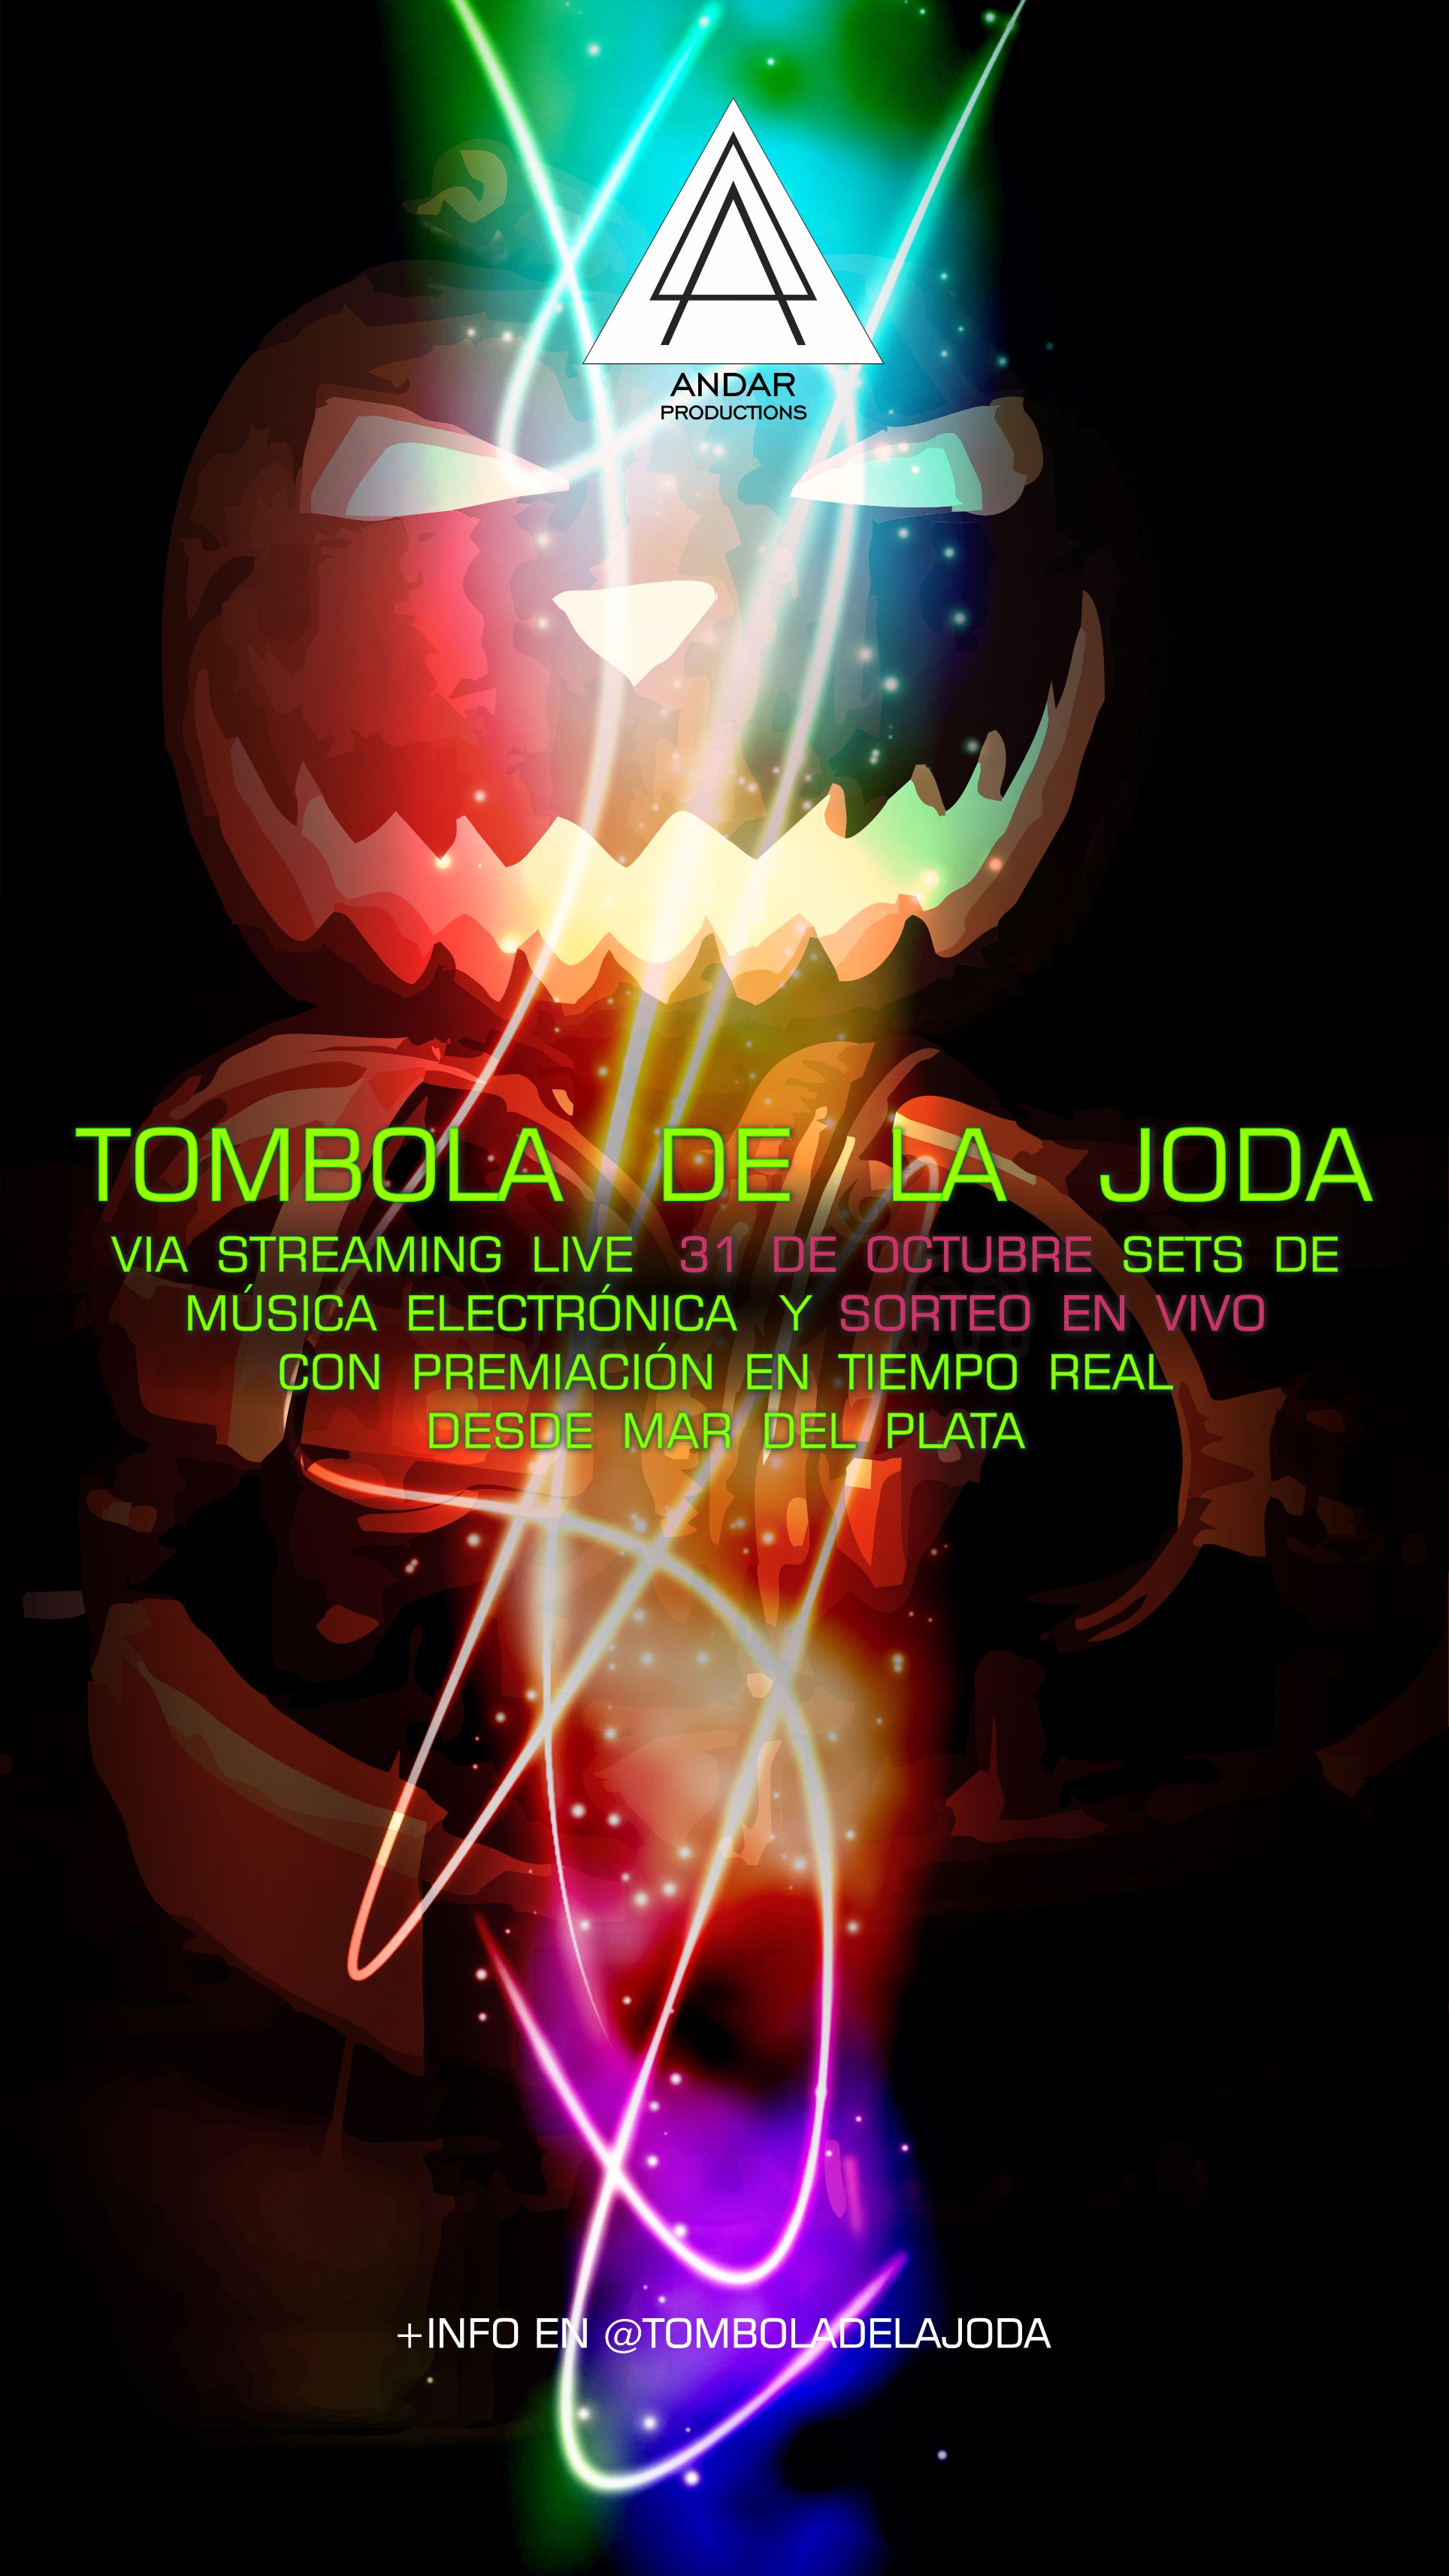 ANDAR
PRODUCTIONS
TOMBOLA DE LA JODA
VIA STREAMING LIVE 31 DE OCTUBRE SETS DE
MÚSICA ELECTRÓNICA Y SORTEO EN VIVO
CON PREMIACIÓN EN TIEMPO REAL
DESDE MAR DEL PLATA
+INFO EN @TOMBOLADELAJODA